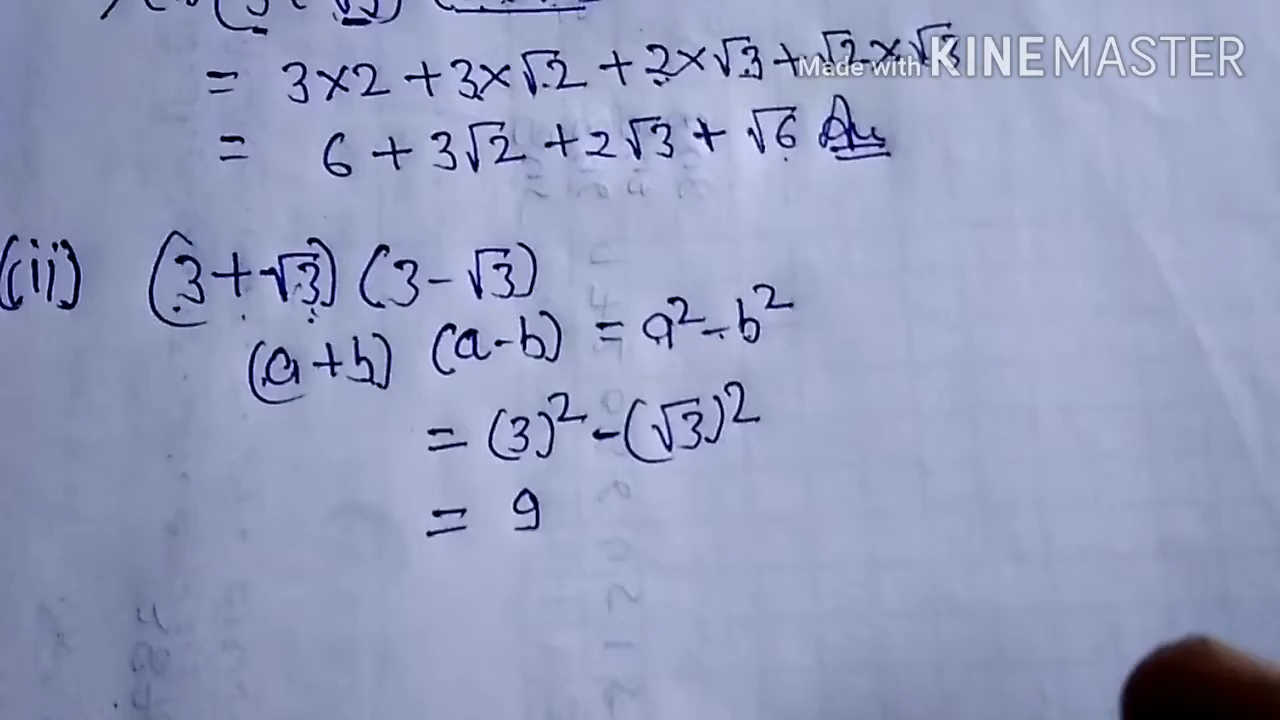 = 3×2 + 3×√2 + 2×√3 + √2×√3
Made with KINEMASTER
= 6 + 3√2 + 2√3 + √6 Ans
(ii) (3+√3) (3-√3)
(a+b) (a-b) = a² - b²
= (3)² - (√3)²
= 9